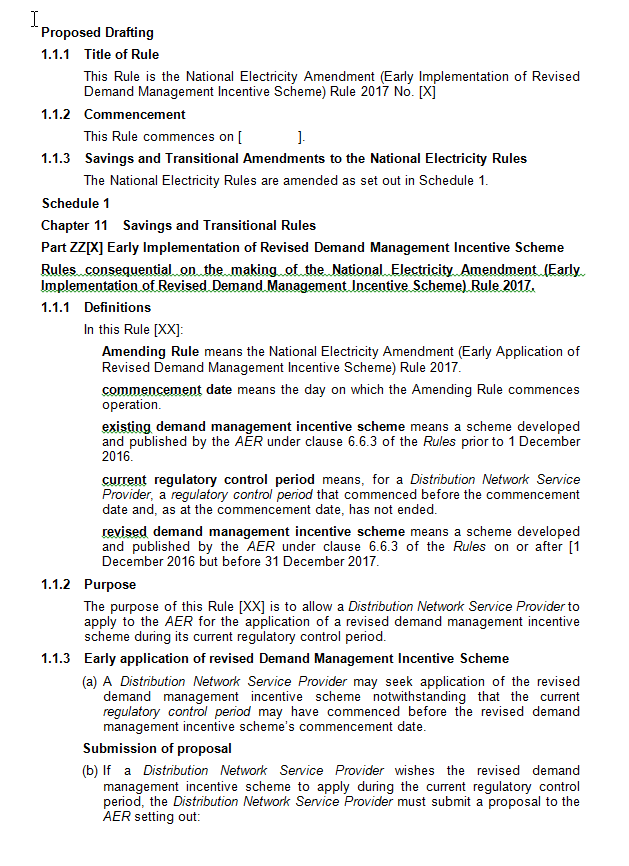 Proposed Drafting
1.1.1 Title of Rule
This Rule is the National Electricity Amendment (Early Implementation of Revised
Demand Management Incentive Scheme) Rule 2017 No. [X]
1.1.2 Commencement
This Rule commences on [ ].
1.1.3 Savings and Transitional Amendments to the National Electricity Rules
The National Electricity Rules are amended as set out in Schedule 1.
Schedule 1
Chapter 11 Savings and Transitional Rules
Part ZZ[X] Early Implementation of Revised Demand Management Incentive Scheme
Rules consequential on the making of the National Electricity Amendment (Early
Implementation of Revised Demand Management Incentive Scheme) Rule 2017.
1.1.1 Definitions
In this Rule [XX]:
Amending Rule means the National Electricity Amendment (Early Application of
Revised Demand Management Incentive Scheme) Rule 2017.
commencement date means the day on which the Amending Rule commences
operation.
existing demand management incentive scheme means a scheme developed
and published by the AER under clause 6.6.3 of the Rules prior to 1 December
2016.
current regulatory control period means, for a Distribution Network Service
Provider, a regulatory control period that commenced before the commencement
date and, as at the commencement date, has not ended.
revised demand management incentive scheme means a scheme developed
and published by the AER under clause 6.6.3 of the Rules on or after [1
December 2016 but before 31 December 2017.
1.1.2 Purpose
The purpose of this Rule [XX] is to allow a Distribution Network Service Provider to
apply to the AER for the application of a revised demand management incentive
scheme during its current regulatory control period.
1.1.3 Early application of revised Demand Management Incentive Scheme
(a) A Distribution Network Service Provider may seek application of the revised
demand management incentive scheme notwithstanding that the current
regulatory control period may have commenced before the revised demand
management incentive scheme's commencement date.
Submission of proposal
(b) If a Distribution Network Service Provider wishes the revised demand
management incentive scheme to apply during the current regulatory control
period, the Distribution Network Service Provider must submit a proposal to the
AER setting out: